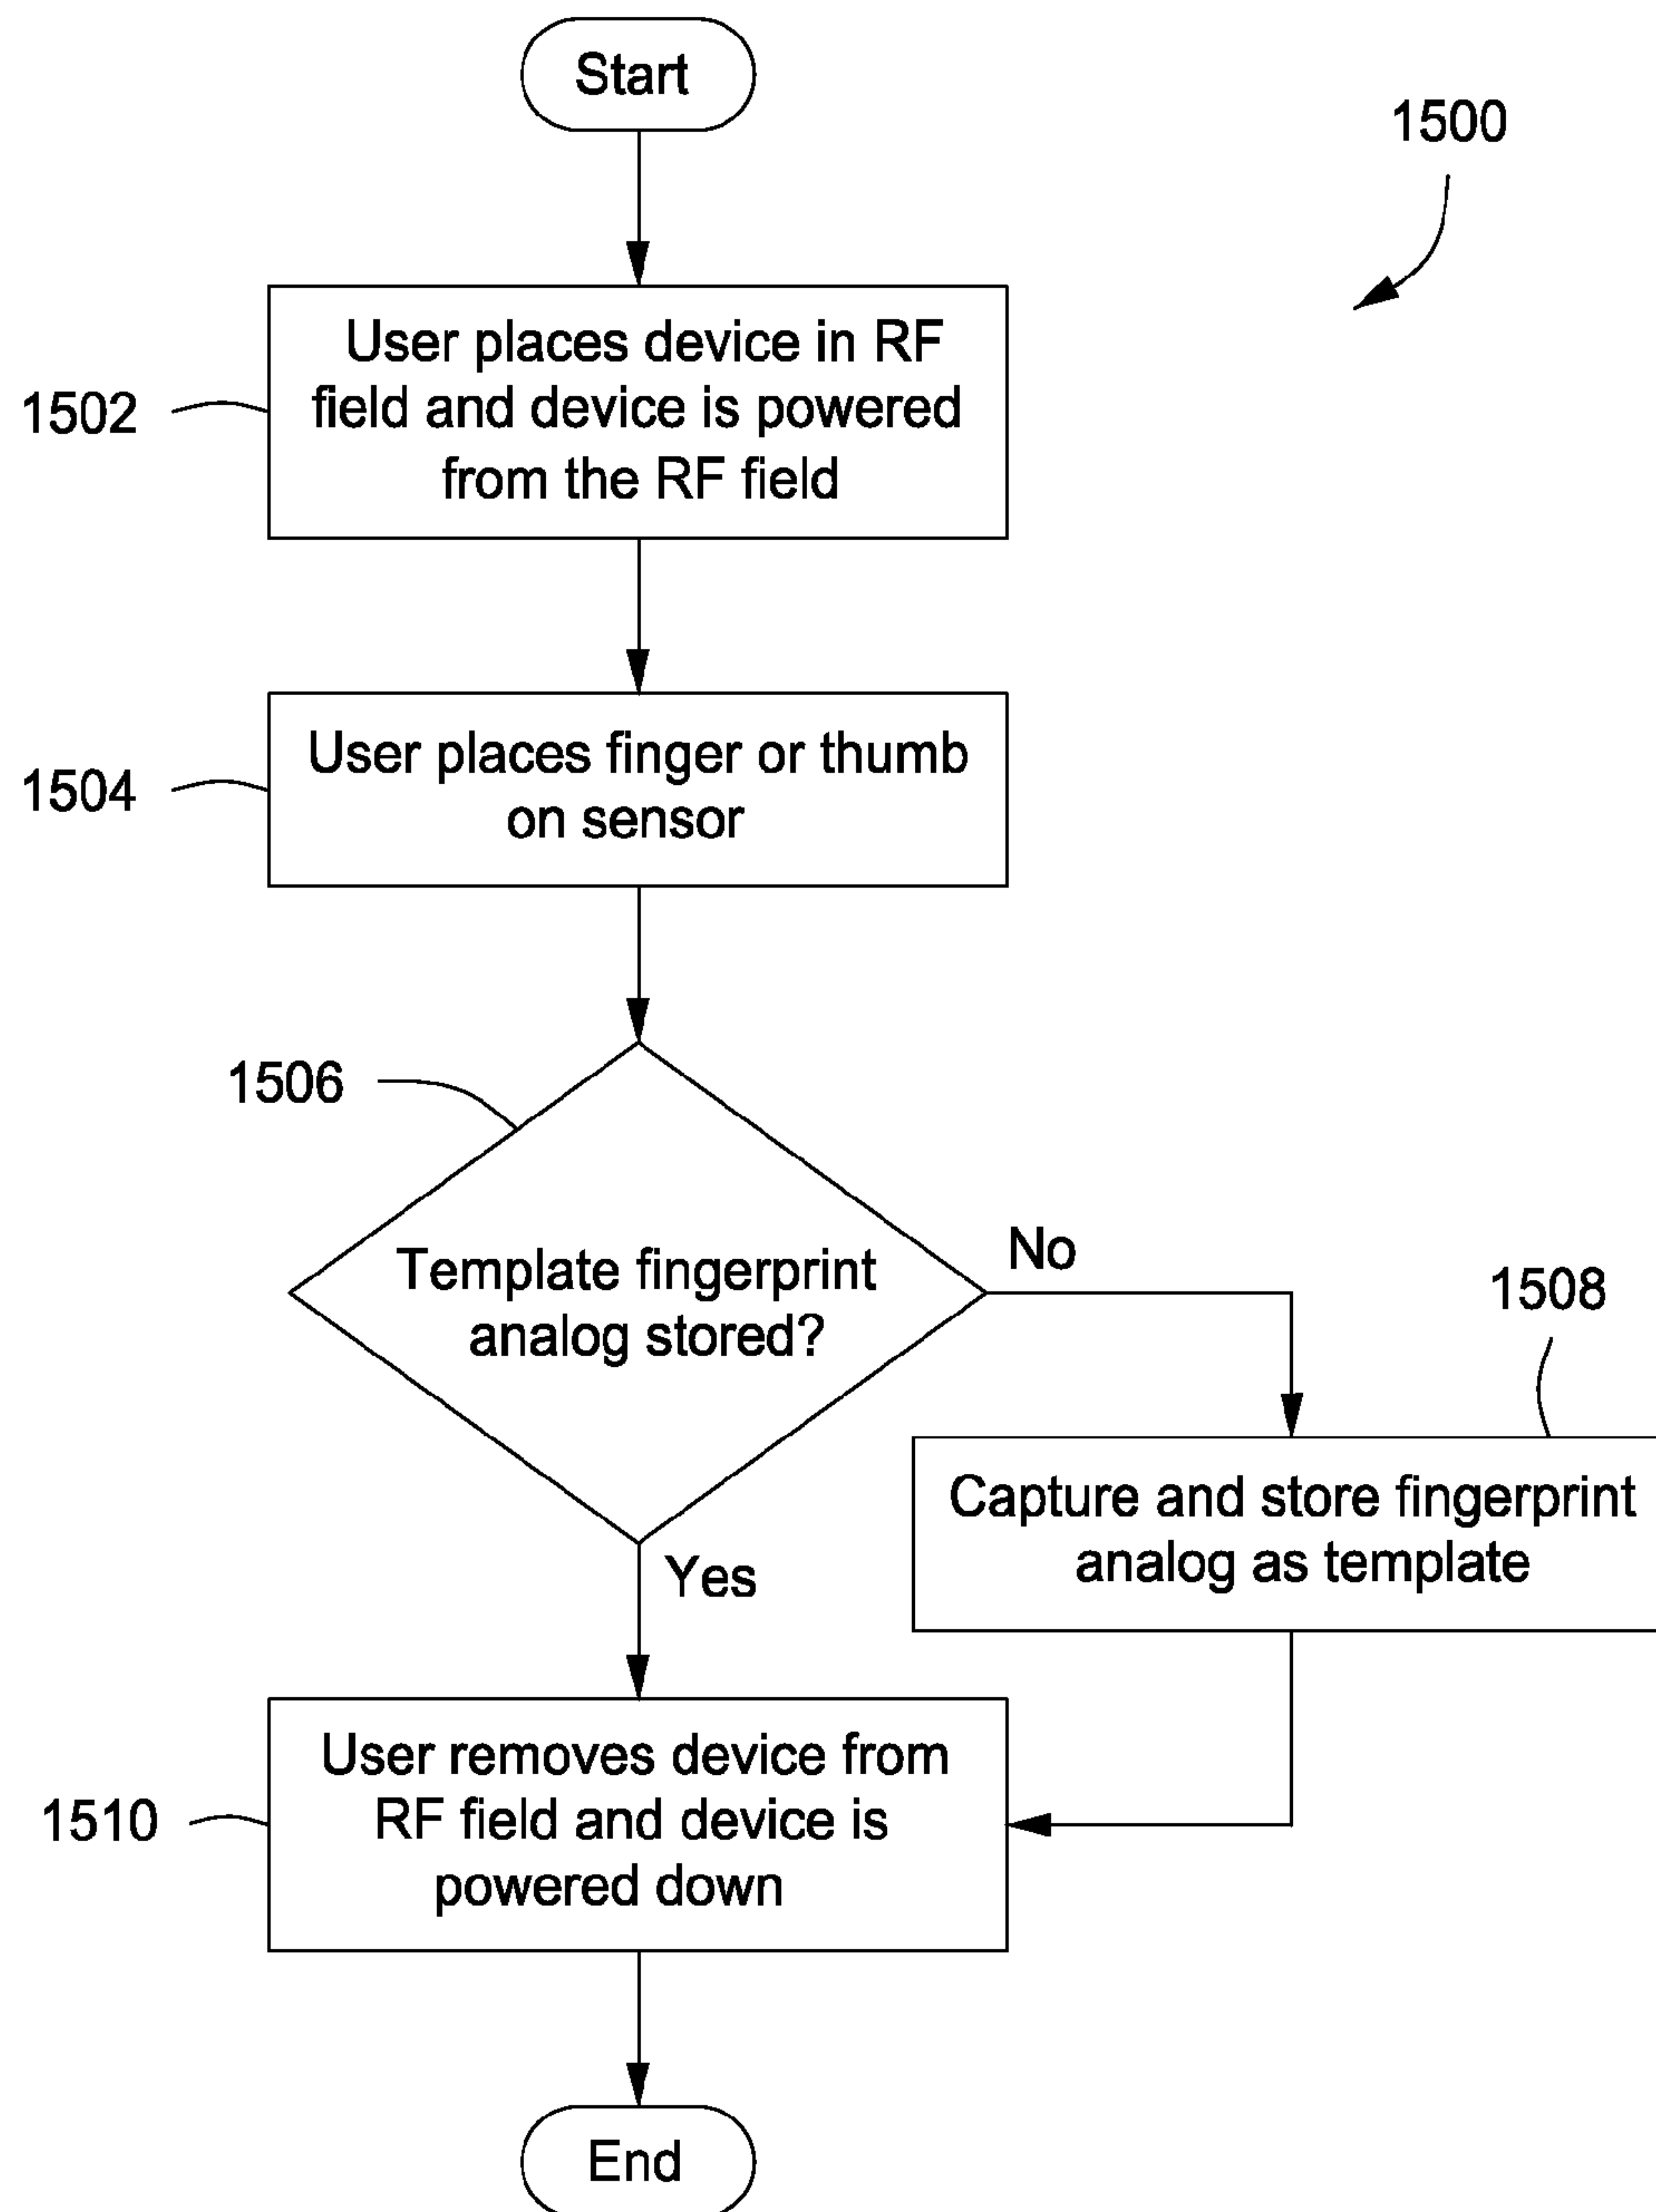 Start
1500
User places device in RF
field and device is powered
from the RF field
1502
User places finger or thumb
on sensor
1504
1506
Template fingerprint
analog stored?
No
1508
Capture and store fingerprint
analog as template
Yes
User removes device from
RF field and device is
powered down
1510
End